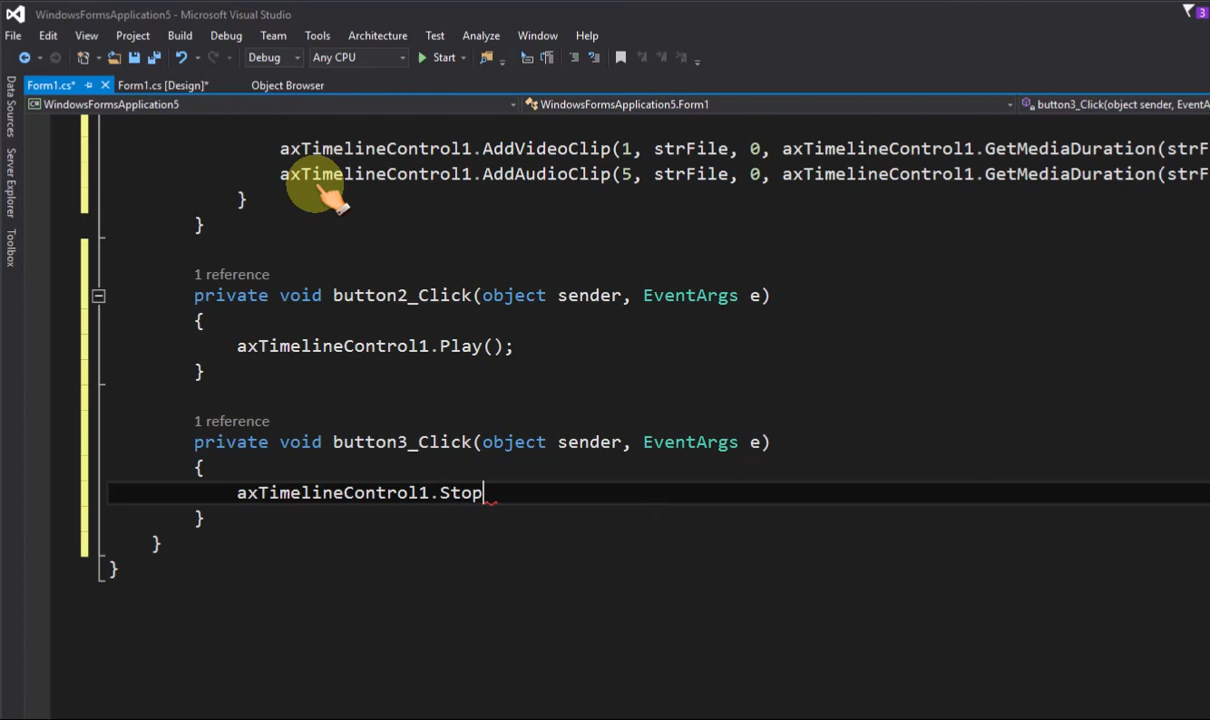 WindowsFormsApplication5 - Microsoft Visual Studio
3
File Edit View Project Build Debug Team Tools Architecture Test Analyze Window Help
Debug Any CPU Start
Form1.cs* Form1.cs [Design]* Object Browser
WindowsFormsApplication5 WindowsFormsApplication5.Form1 button3_Click(object sender, EventA
Data Sources
Server Explorer
Toolbox
axTimelineControl1.AddVideoClip(1, strFile, 0, axTimelineControl1.GetMediaDuration(strF
axTimelineControl1.AddAudioClip(5, strFile, 0, axTimelineControl1.GetMediaDuration(strF
}
}
1 reference
private void button2_Click(object sender, EventArgs e)
{
axTimelineControl1.Play();
}
1 reference
private void button3_Click(object sender, EventArgs e)
{
axTimelineControl1.Stop
}
}
}